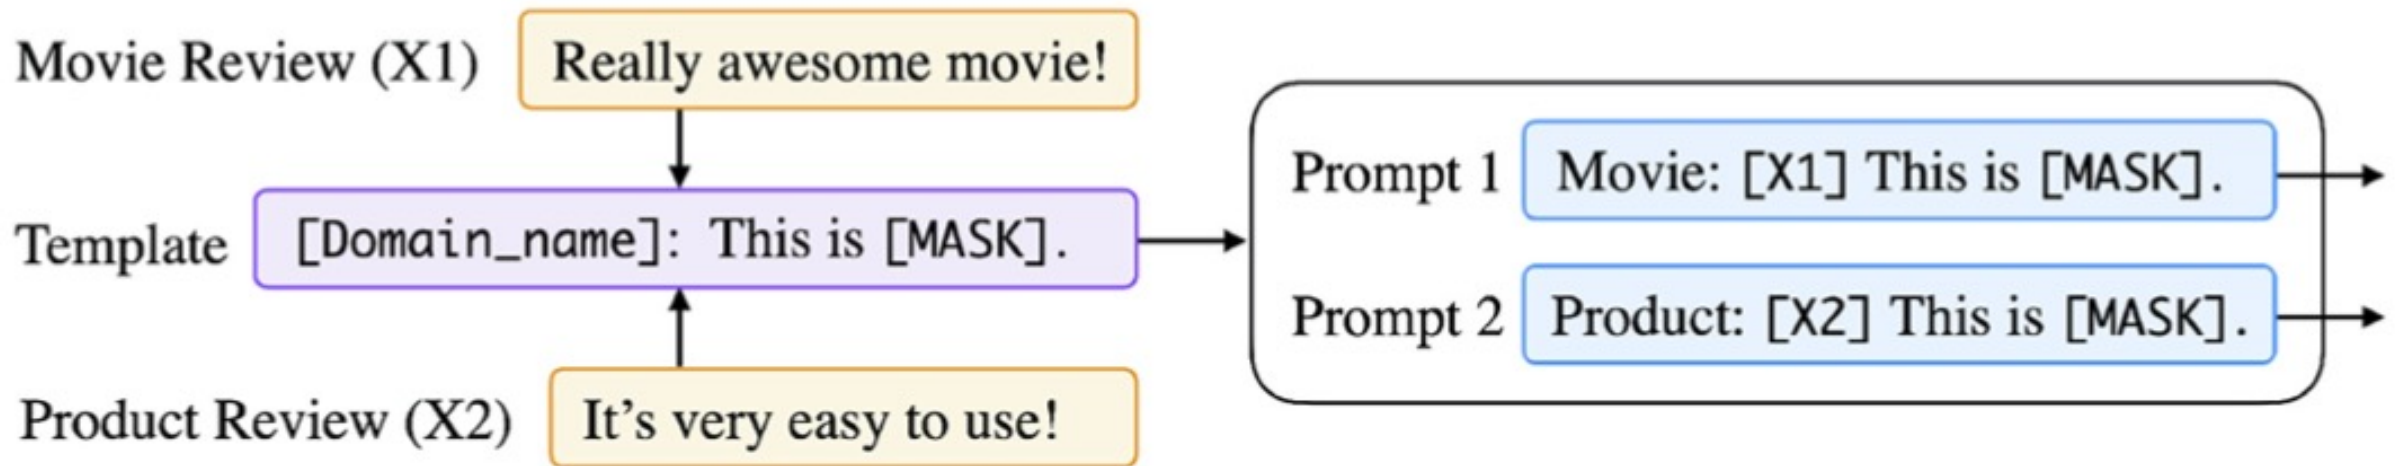 Movie Review (X1) Really awesome movie!
Template [Domain_name]: This is [MASK].
Product Review (X2) It's very easy to use!
Prompt 1 Movie: [X1] This is [MASK].
Prompt 2 Product: [X2] This is [MASK].